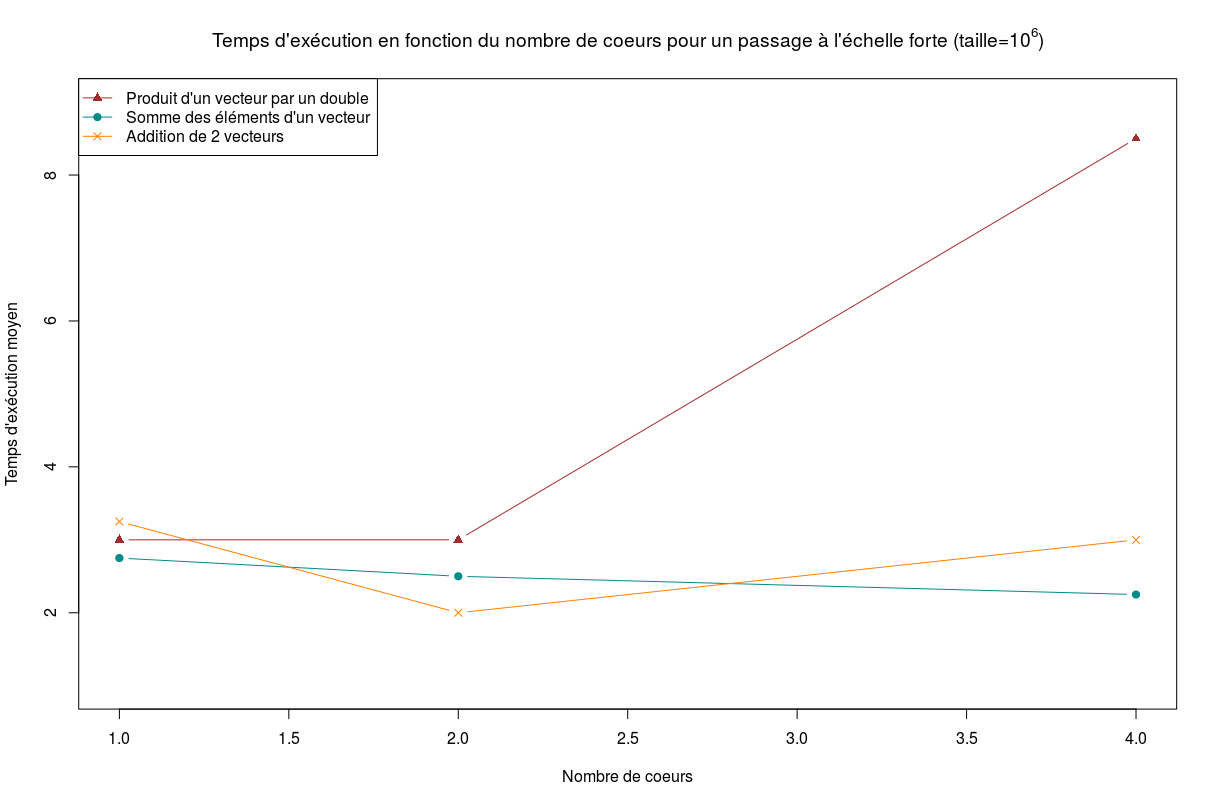 Temps d'exécution en fonction du nombre de coeurs pour un passage à l'échelle forte (taille=10⁶)
Produit d'un vecteur par un double
Somme des éléments d'un vecteur
Addition de 2 vecteurs
Temps d'exécution moyen
8
6
4
2
1.0 1.5 2.0 2.5 3.0 3.5 4.0
Nombre de coeurs